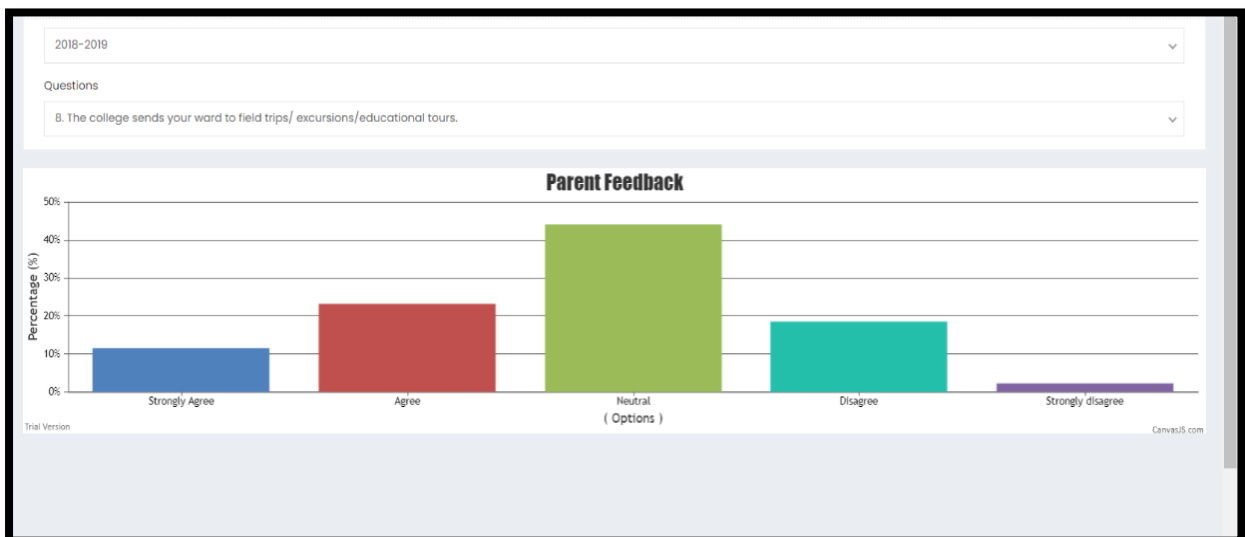 2018-2019
Questions
8. The college sends your ward to field trips/ excursions/educational tours.
Parent Feedback
50%
40%
30%
20%
10%
0%
Percentage (%)
Strongly Agree
Agree
Neutral
Disagree
Strongly disagree
( Options )
Trial Version
CanvasJS.com